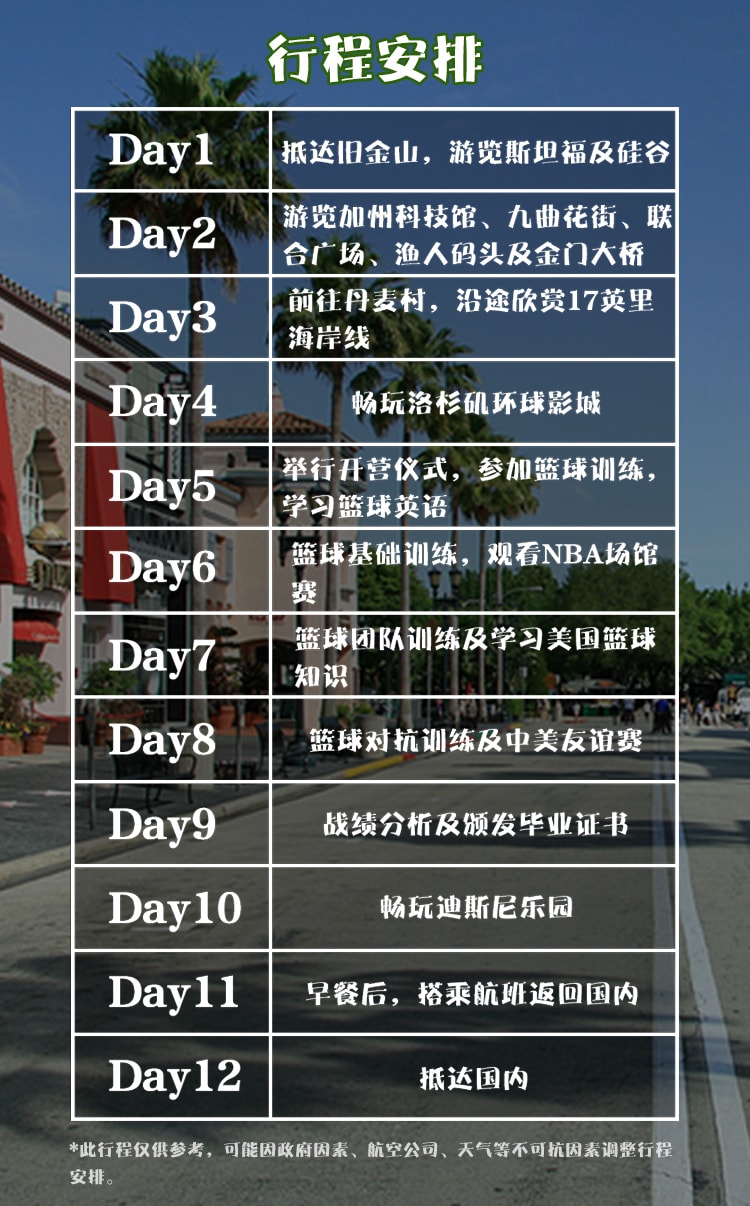 行程安排
Day1
抵达旧金山，游览斯坦福及硅谷
Day2
游览加州科技馆、九曲花街、联
合广场、渔人码头及金门大桥
Day3
前往丹麦村，沿途欣赏17英里
海岸线
Day4
畅玩洛杉矶环球影城
Day5
举行开营仪式，参加篮球训练，
学习篮球英语
Day6
篮球基础训练，观看NBA场馆
赛
Day7
篮球团队训练及学习美国篮球
知识
Day8
篮球对抗训练及中美友谊赛
Day9
战绩分析及颁发毕业证书
Day10
畅玩迪斯尼乐园
Day11
早餐后，搭乘航班返回国内
Day12
抵达国内
*此行程仅供参考，可能因政府因素、航空公司、天气等不可抗因素调整行程
安排。